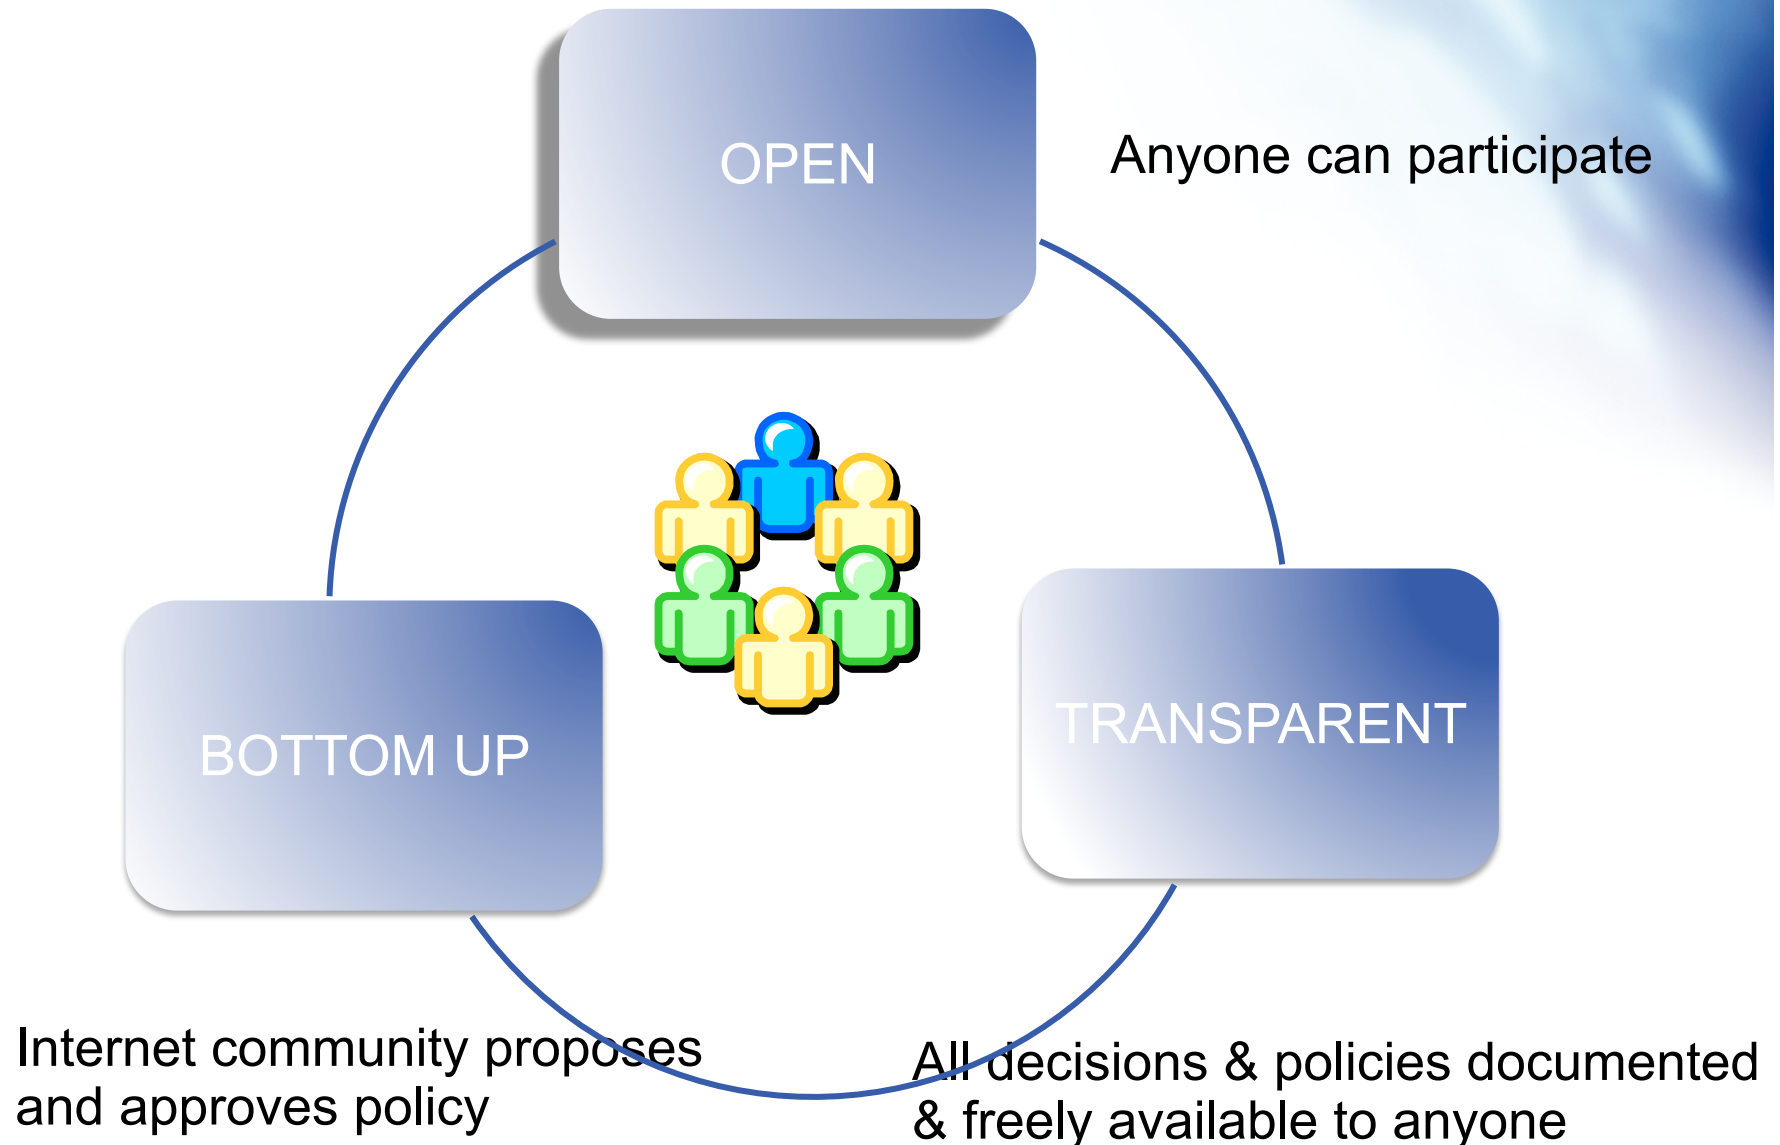 OPEN
Anyone can participate
BOTTOM UP
TRANSPARENT
Internet community proposes
and approves policy
All decisions & policies documented
& freely available to anyone